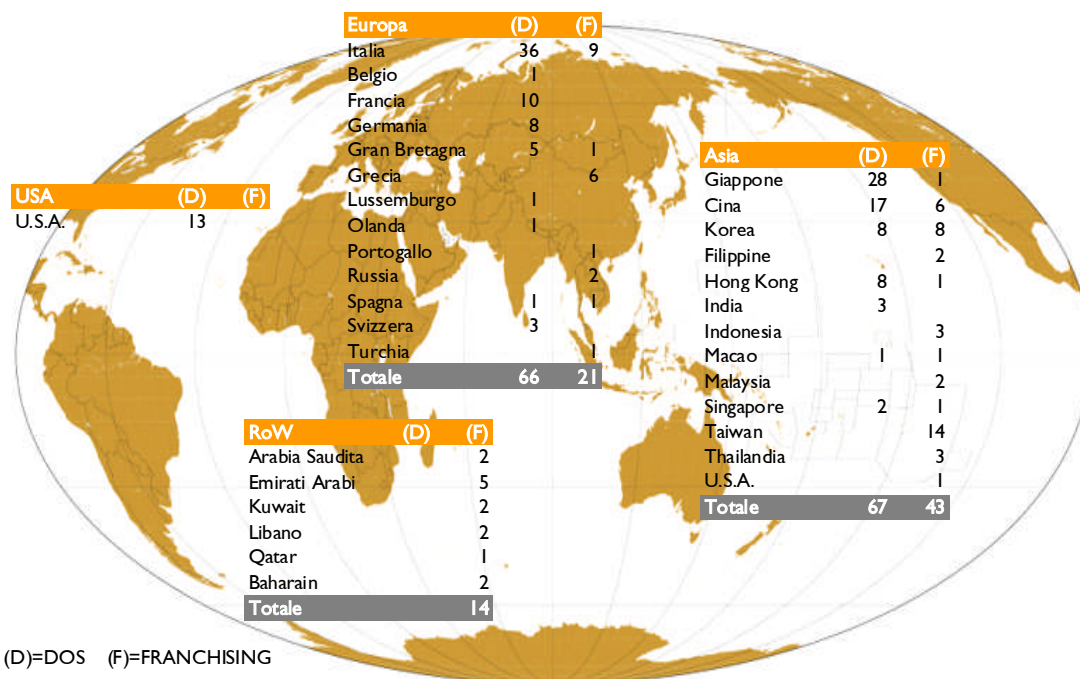 Europa (D) (F)
Italia 36 9
Belgio 1
Francia 10
Germania 8
Gran Bretagna 5 1
Grecia 6
Lussemburgo 1
Olanda 1
Portogallo 1
Russia 2
Spagna 1 1
Svizzera 3
Turchia 1
Totale 66 21
USA (D) (F)
U.S.A. 13
Asia (D) (F)
Giappone 28 1
Cina 17 6
Korea 8 8
Filippine 2
Hong Kong 8 1
India 3
Indonesia 3
Macao 1 1
Malaysia 2
Singapore 2 1
Taiwan 14
Thailandia 3
U.S.A. 1
Totale 67 43
RoW (D) (F)
Arabia Saudita 2
Emirati Arabi 5
Kuwait 2
Libano 2
Qatar 1
Baharain 2
Totale 14
(D)=DOS (F)=FRANCHISING